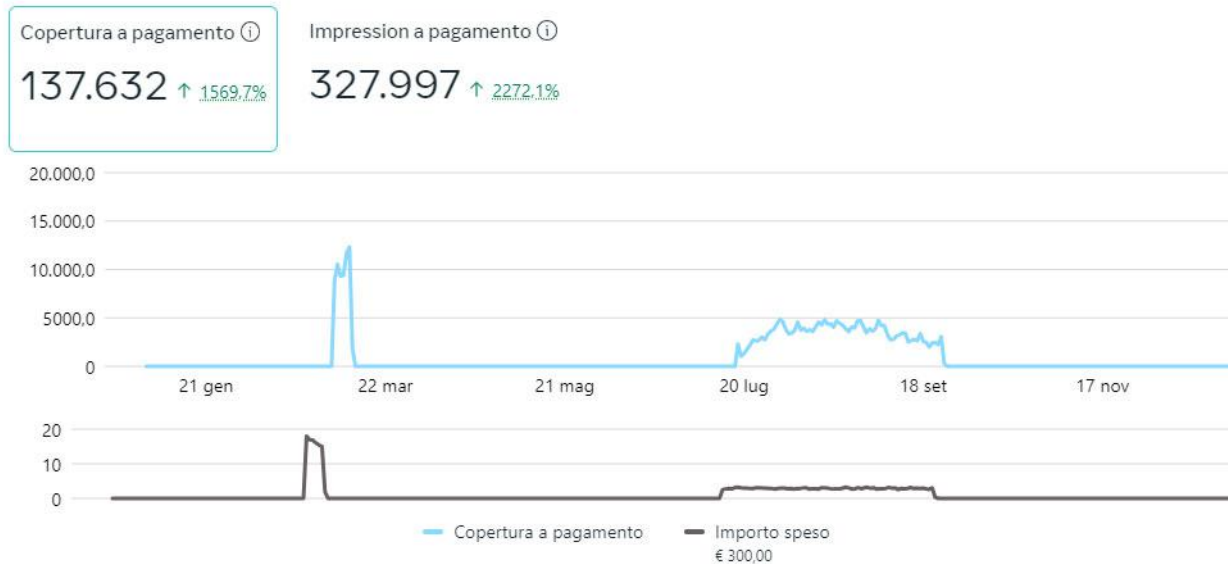 Copertura a pagamento
Impression a pagamento
137.632 ↑ 1569,7%
327.997 ↑ 2272,1%
20.000,0
15.000,0
10.000,0
5000,0
0
21 gen 22 mar 21 mag 20 lug 18 set 17 nov
20
10
0
Copertura a pagamento
Importo speso
€ 300,00